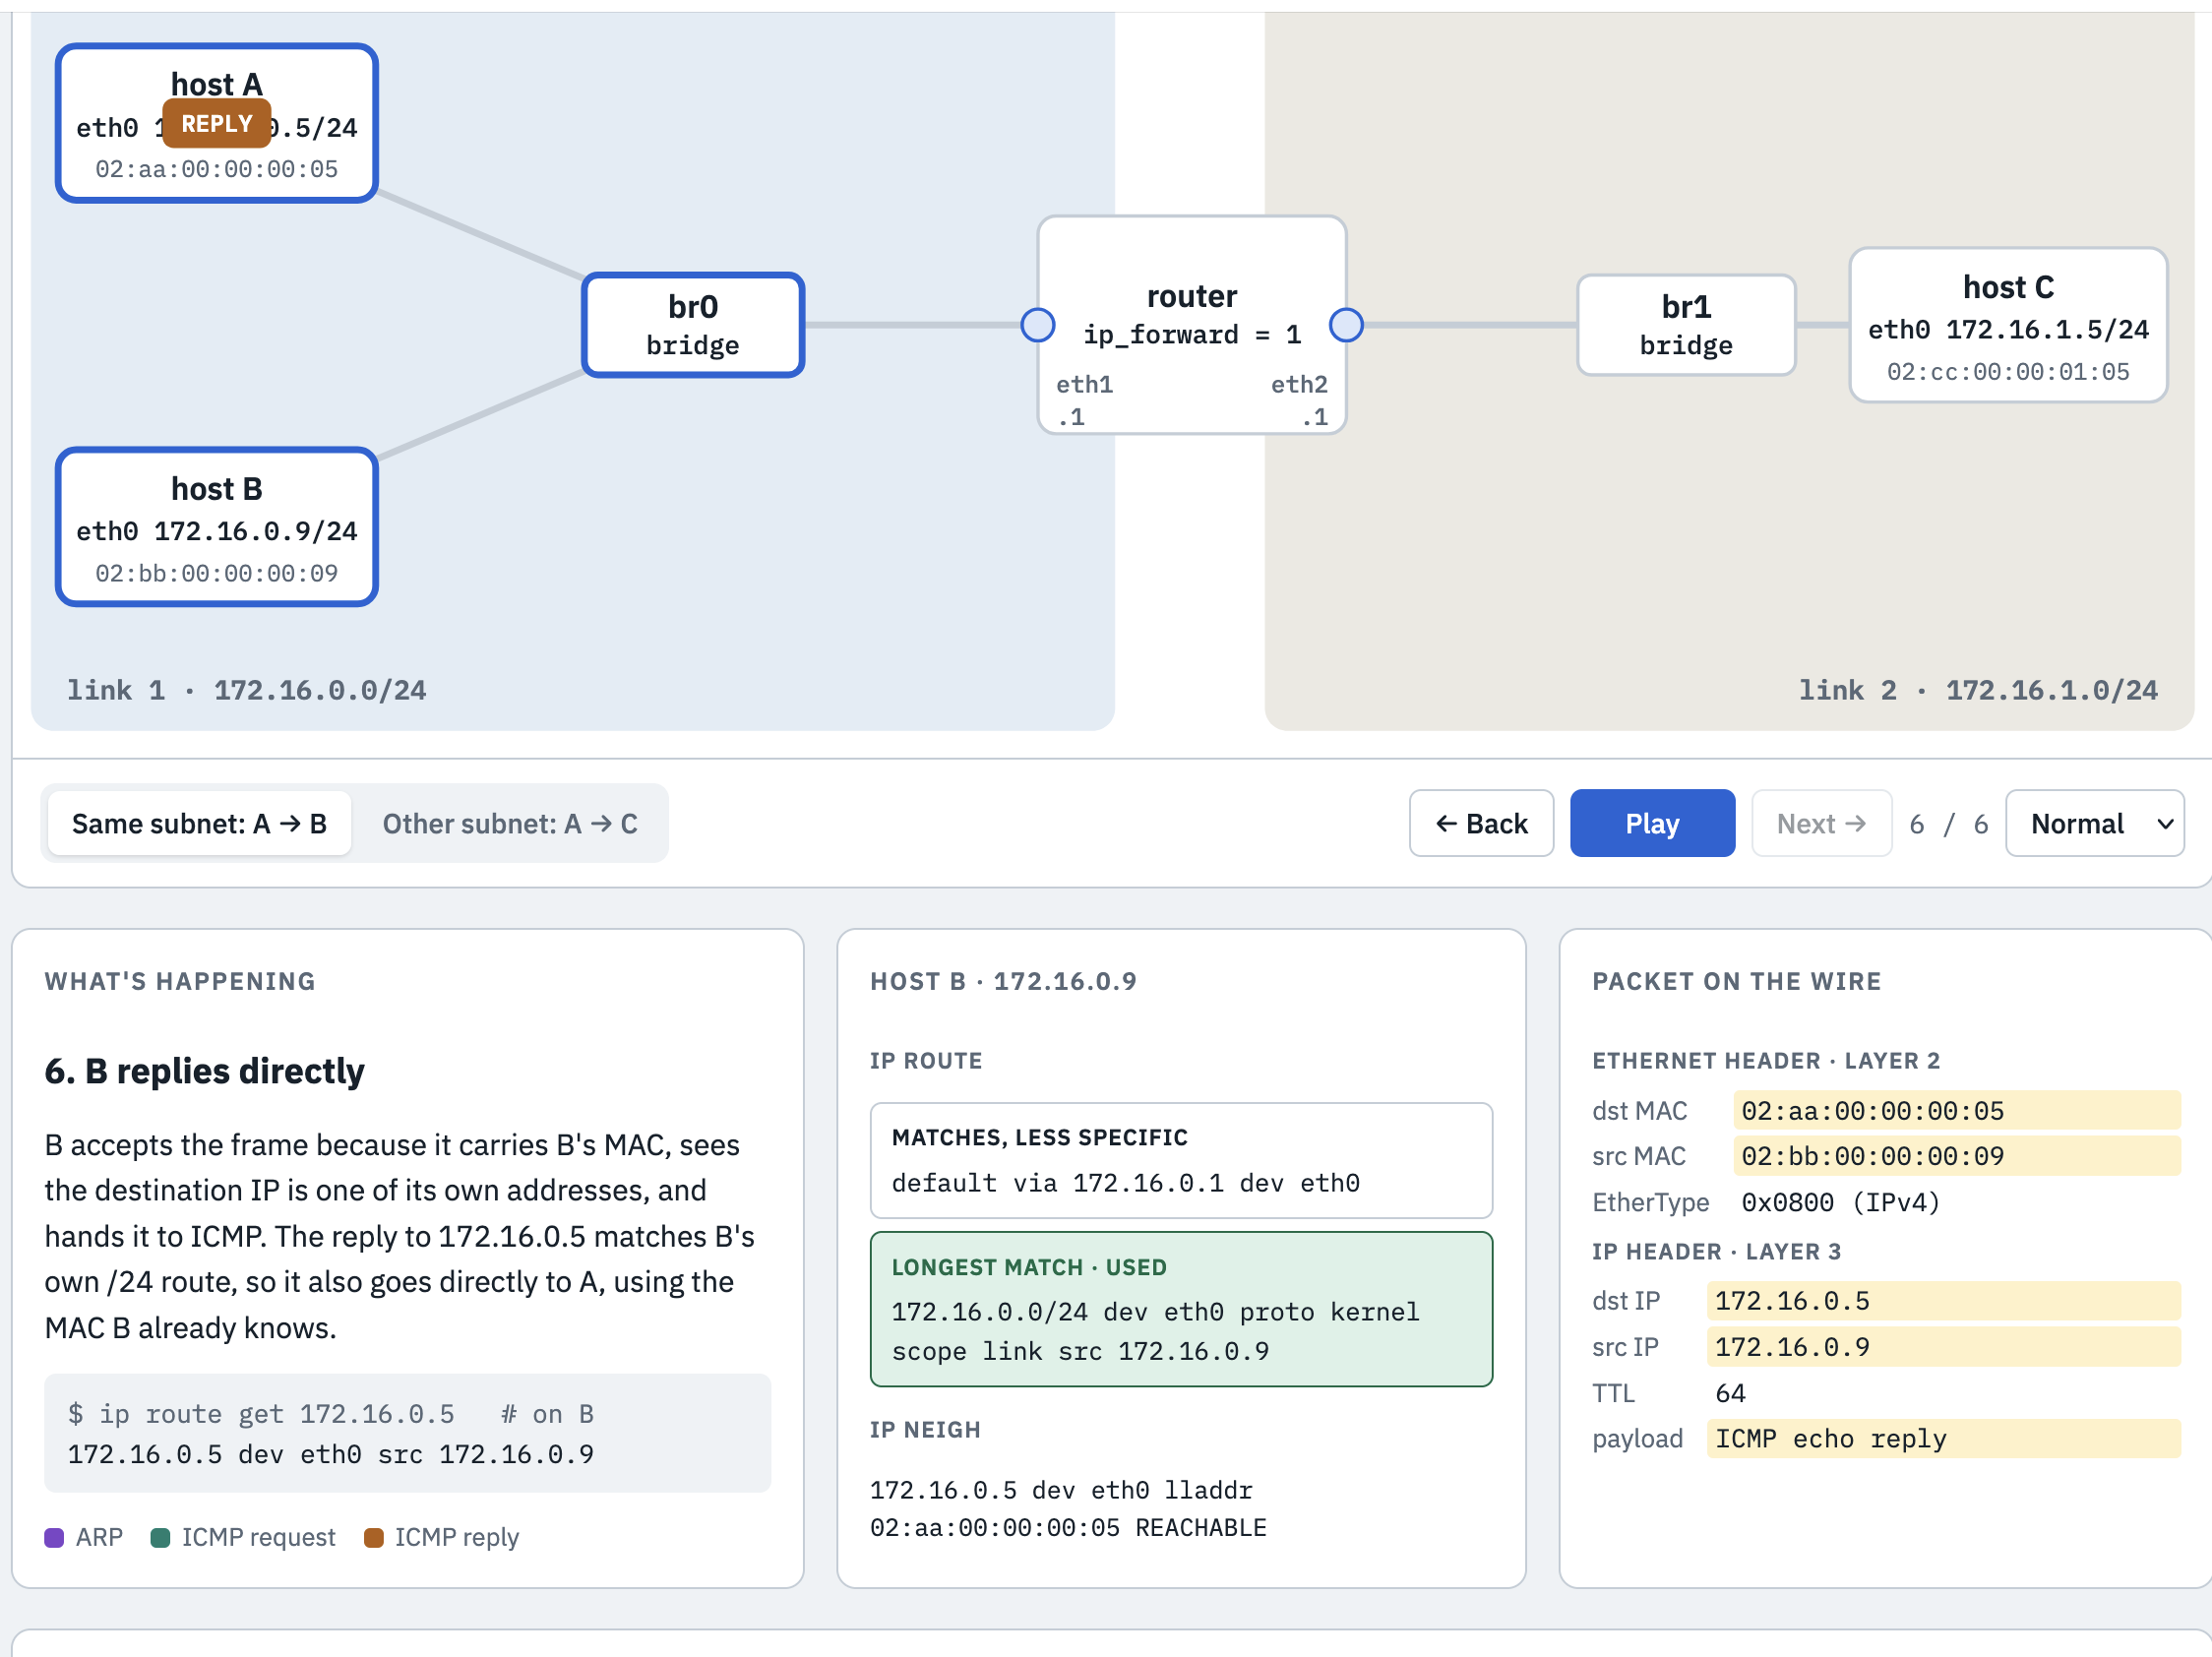 host A
eth0 1
REPLY
0.5/24
02:aa:00:00:00:05
br0
bridge
router
ip_forward = 1
eth1
eth2
.1
.1
br1
bridge
host C
eth0 172.16.1.5/24
02:cc:00:00:01:05
host B
eth0 172.16.0.9/24
02:bb:00:00:00:09
link 1 · 172.16.0.0/24
link 2 · 172.16.1.0/24
Same subnet: A → B
Other subnet: A → C
← Back
Play
Next →
6 / 6
Normal
WHAT'S HAPPENING
6. B replies directly
B accepts the frame because it carries B's MAC, sees
the destination IP is one of its own addresses, and
hands it to ICMP. The reply to 172.16.0.5 matches B's
own /24 route, so it also goes directly to A, using the
MAC B already knows.
$ ip route get 172.16.0.5   # on B
172.16.0.5 dev eth0 src 172.16.0.9
ARP
ICMP request
ICMP reply
HOST B · 172.16.0.9
IP ROUTE
MATCHES, LESS SPECIFIC
default via 172.16.0.1 dev eth0
LONGEST MATCH · USED
172.16.0.0/24 dev eth0 proto kernel
scope link src 172.16.0.9
IP NEIGH
172.16.0.5 dev eth0 lladdr
02:aa:00:00:00:05 REACHABLE
PACKET ON THE WIRE
ETHERNET HEADER · LAYER 2
dst MAC 02:aa:00:00:00:05
src MAC 02:bb:00:00:00:09
EtherType 0x0800 (IPv4)
IP HEADER · LAYER 3
dst IP 172.16.0.5
src IP 172.16.0.9
TTL 64
payload ICMP echo reply